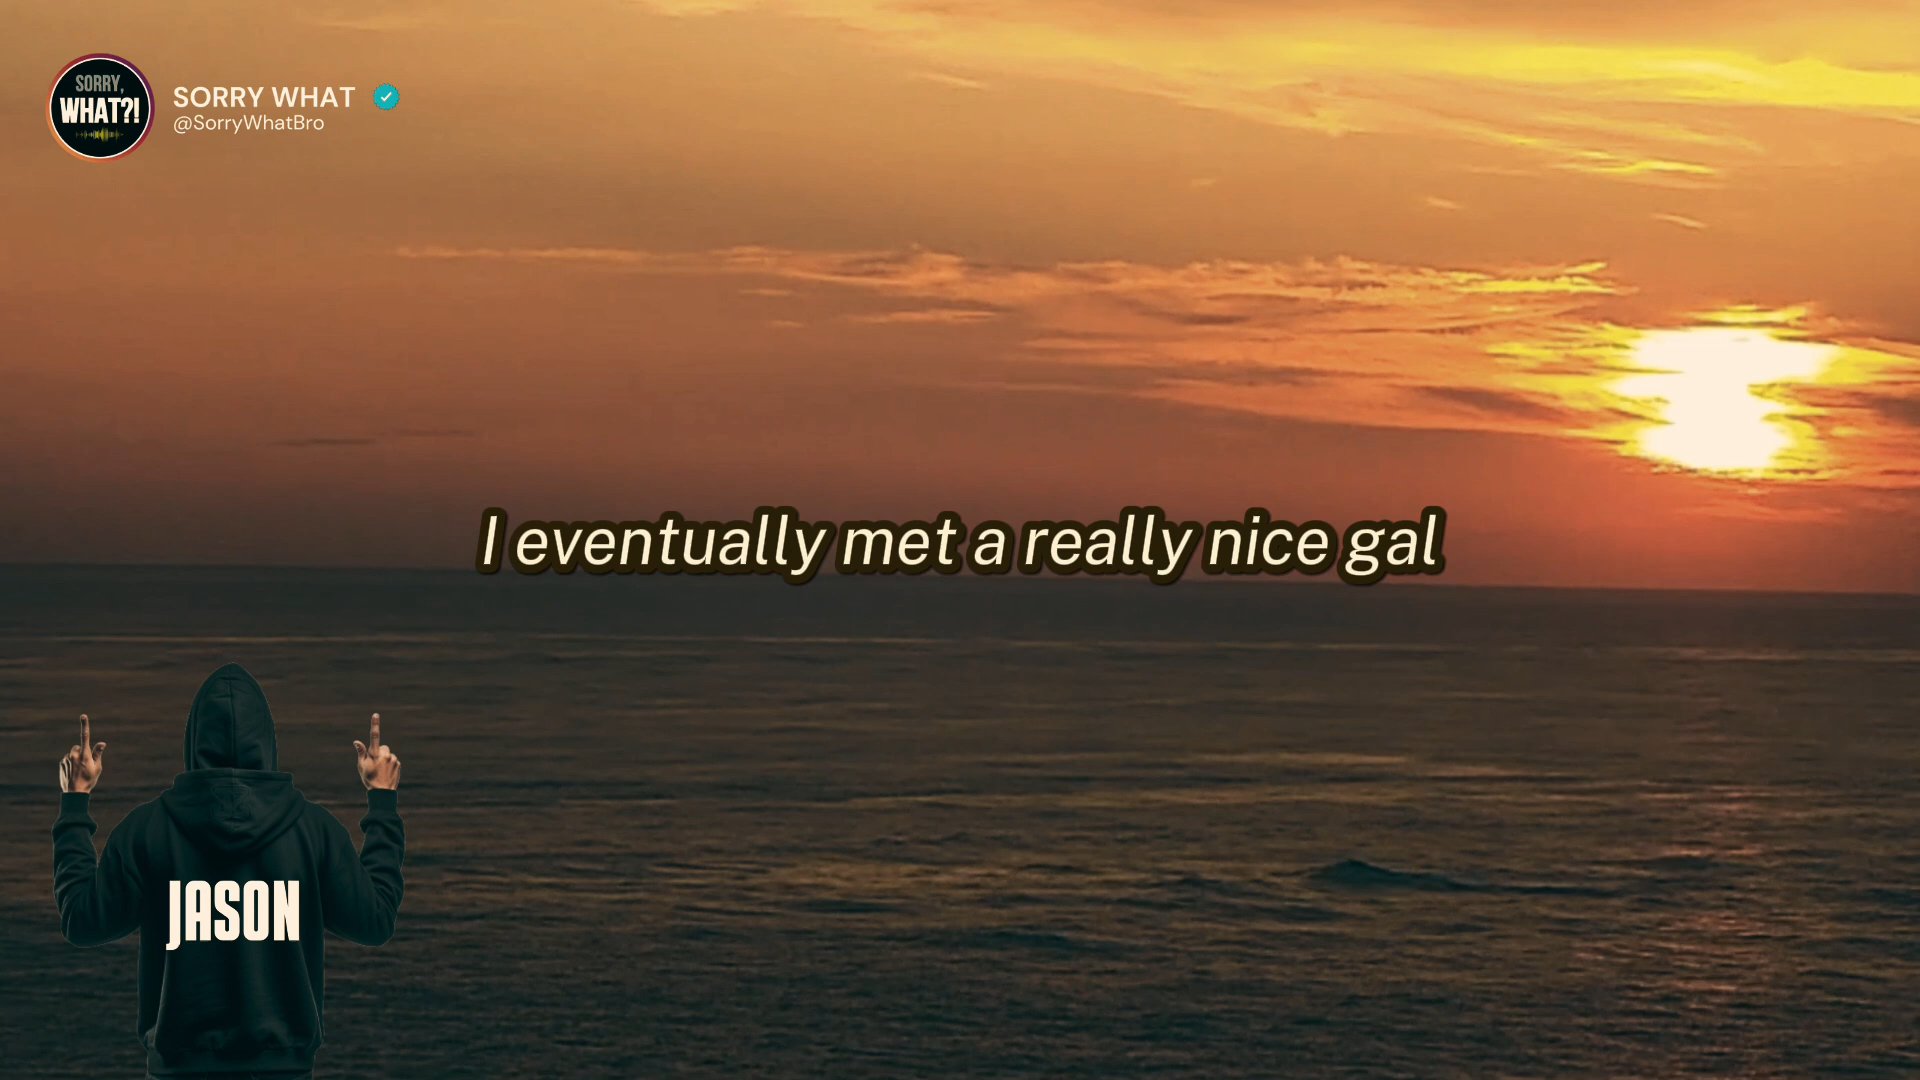 SORRY,
WHAT?!
SORRY WHAT
@SorryWhatBro
I eventually met a really nice gal
JASON